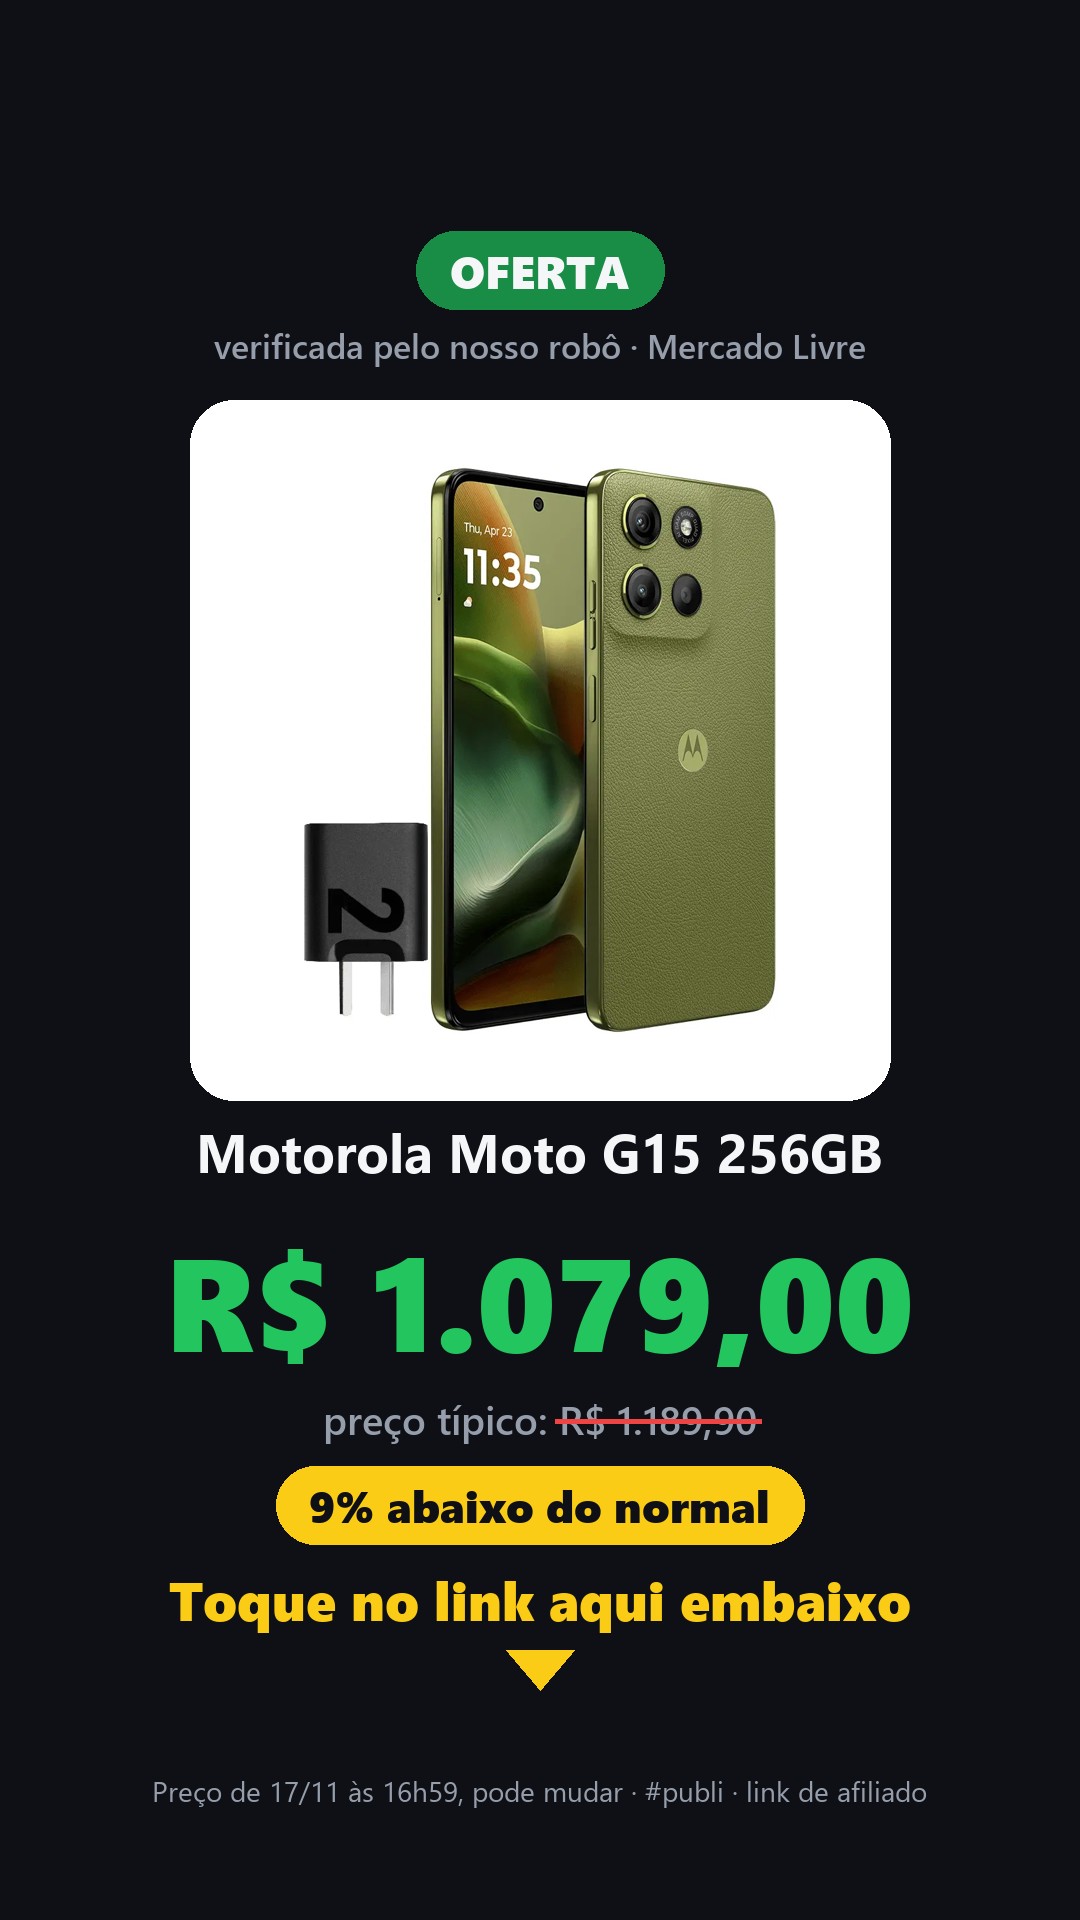 OFERTA
verificada pelo nosso robô · Mercado Livre
Thu, Apr 23
11:35
20
Motorola Moto G15 256GB
R$ 1.079,00
preço típico: R$ 1.189,90
9% abaixo do normal
Toque no link aqui embaixo
Preço de 17/11 às 16h59, pode mudar · #publi · link de afiliado